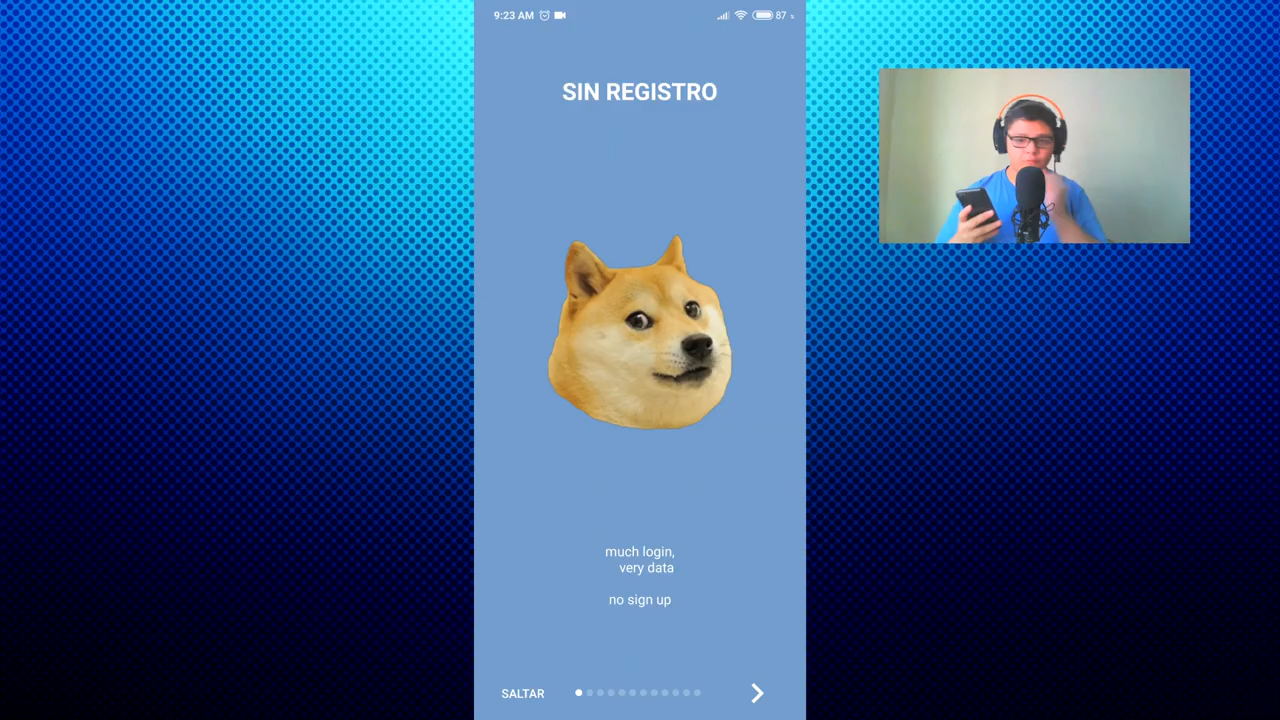 9:23 AM 87
SIN REGISTRO
much login,
very data
no sign up
SALTAR